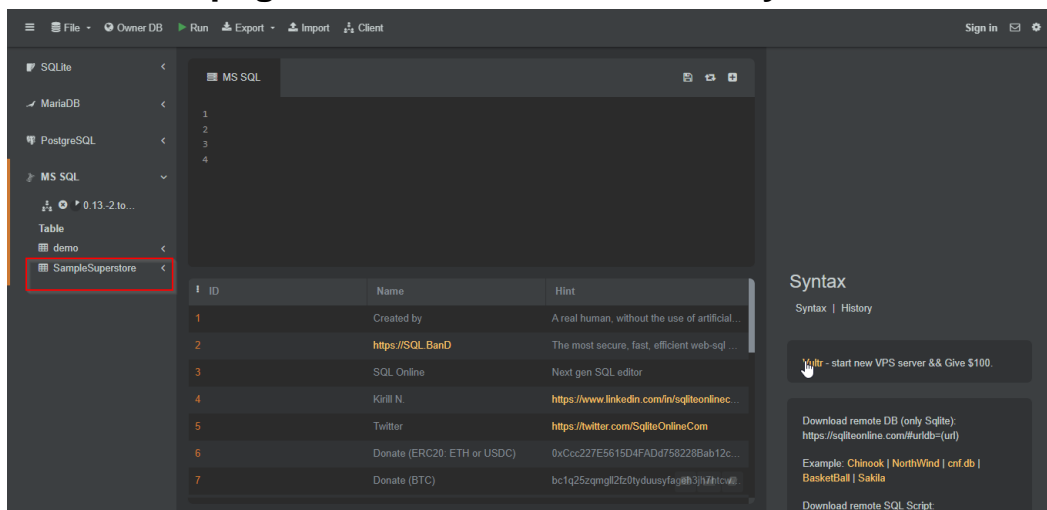 File Owner DB Run Export Import Client Sign in
SQLite
MariaDB
PostgreSQL
MS SQL
0.13.-2.to...
Table
demo
SampleSuperstore
MS SQL
1
2
3
4
ID Name Hint
1 Created by A real human, without the use of artificial...
2 https://SQL.BanD The most secure, fast, efficient web-sql ...
3 SQL Online Next gen SQL editor
4 Kirill N. https://www.linkedin.com/in/sqliteonlinec...
5 Twitter https://twitter.com/SqliteOnlineCom
6 Donate (ERC20: ETH or USDC) 0xCcc227E5615D4FADd758228Bab12c...
7 Donate (BTC)
Syntax
Syntax | History
Vultr - start new VPS server && Give $100.
Download remote DB (only Sqlite):
https://sqliteonline.com/#urldb=(url)
Example: Chinook | NorthWind | cnf.db |
BasketBall | Sakila
Download remote SQL Script: